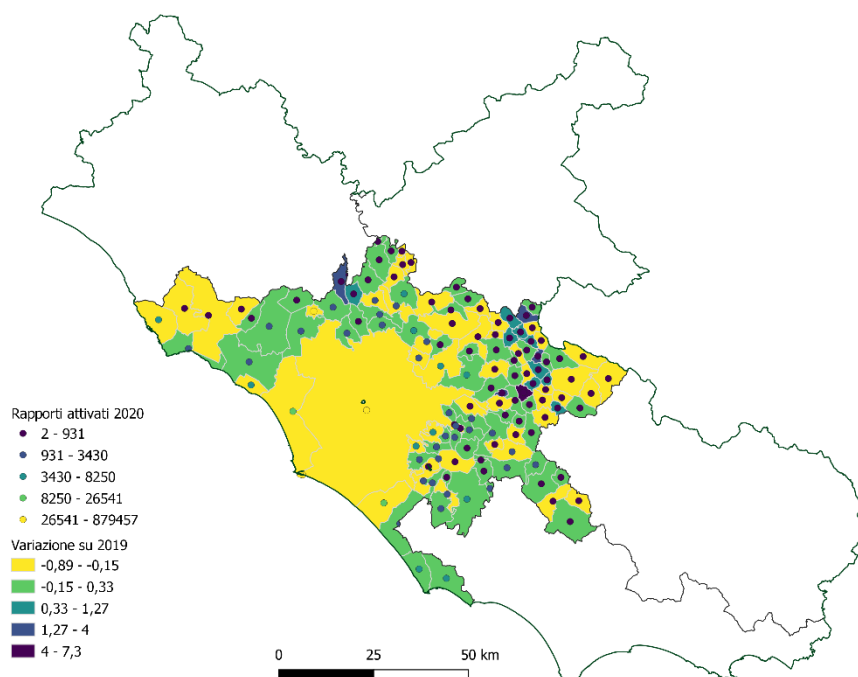 Rapporti attivati 2020
2 - 931
931 - 3430
3430 - 8250
8250 - 26541
26541 - 879457
Variazione su 2019
-0,89 - -0,15
-0,15 - 0,33
0,33 - 1,27
1,27 - 4
4 - 7,3
0 25 50 km